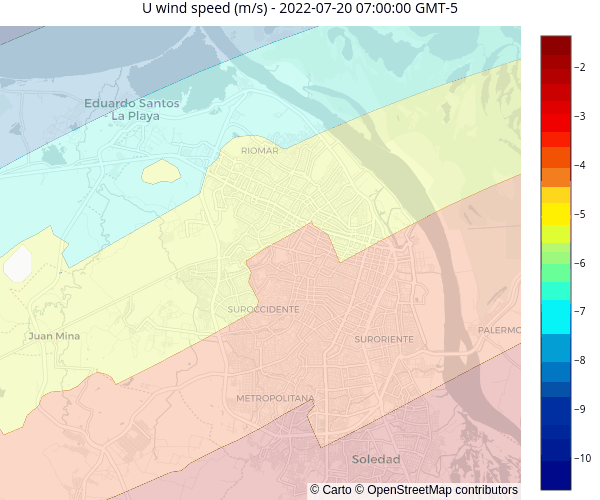 U wind speed (m/s) - 2022-07-20 07:00:00 GMT-5
Eduardo Santos
La Playa
RIOMAR
SUROCCIDENTE
Juan Mina
SURORIENTE
PALERMO
METROPOLITANA
Soledad
© Carto © OpenStreetMap contributors
−2
−3
−4
−5
−6
−7
−8
−9
−10